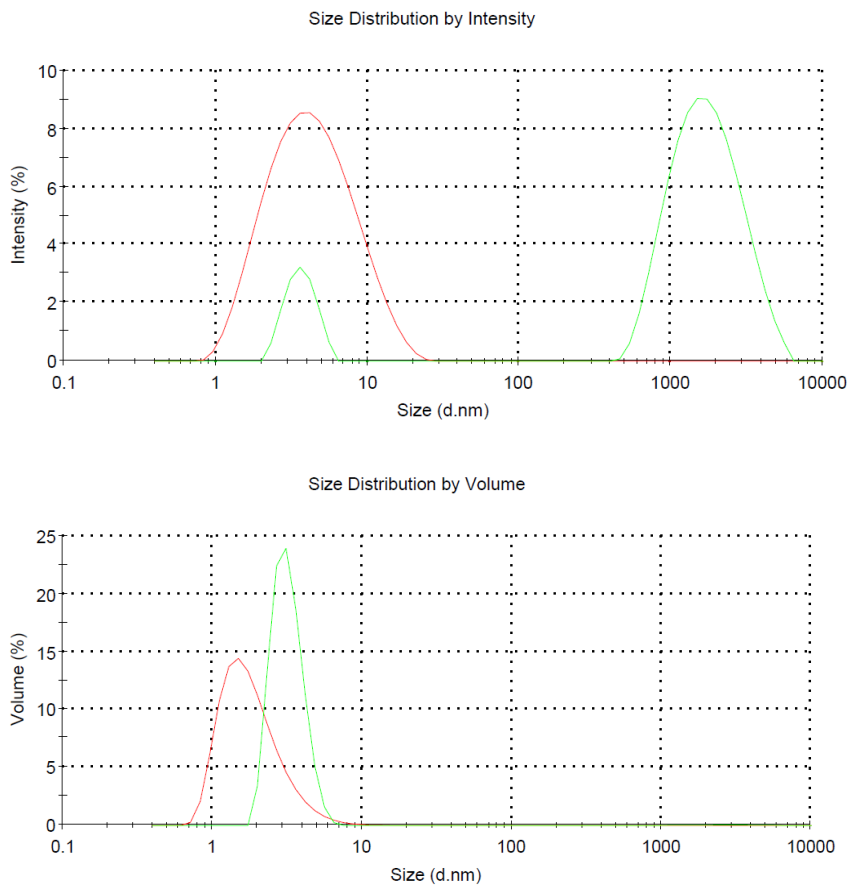 Size Distribution by Intensity
10
8
6
4
2
0
Intensity (%)
0.1 1 10 100 1000 10000
Size (d.nm)
Size Distribution by Volume
25
20
15
10
5
0
Volume (%)
0.1 1 10 100 1000 10000
Size (d.nm)